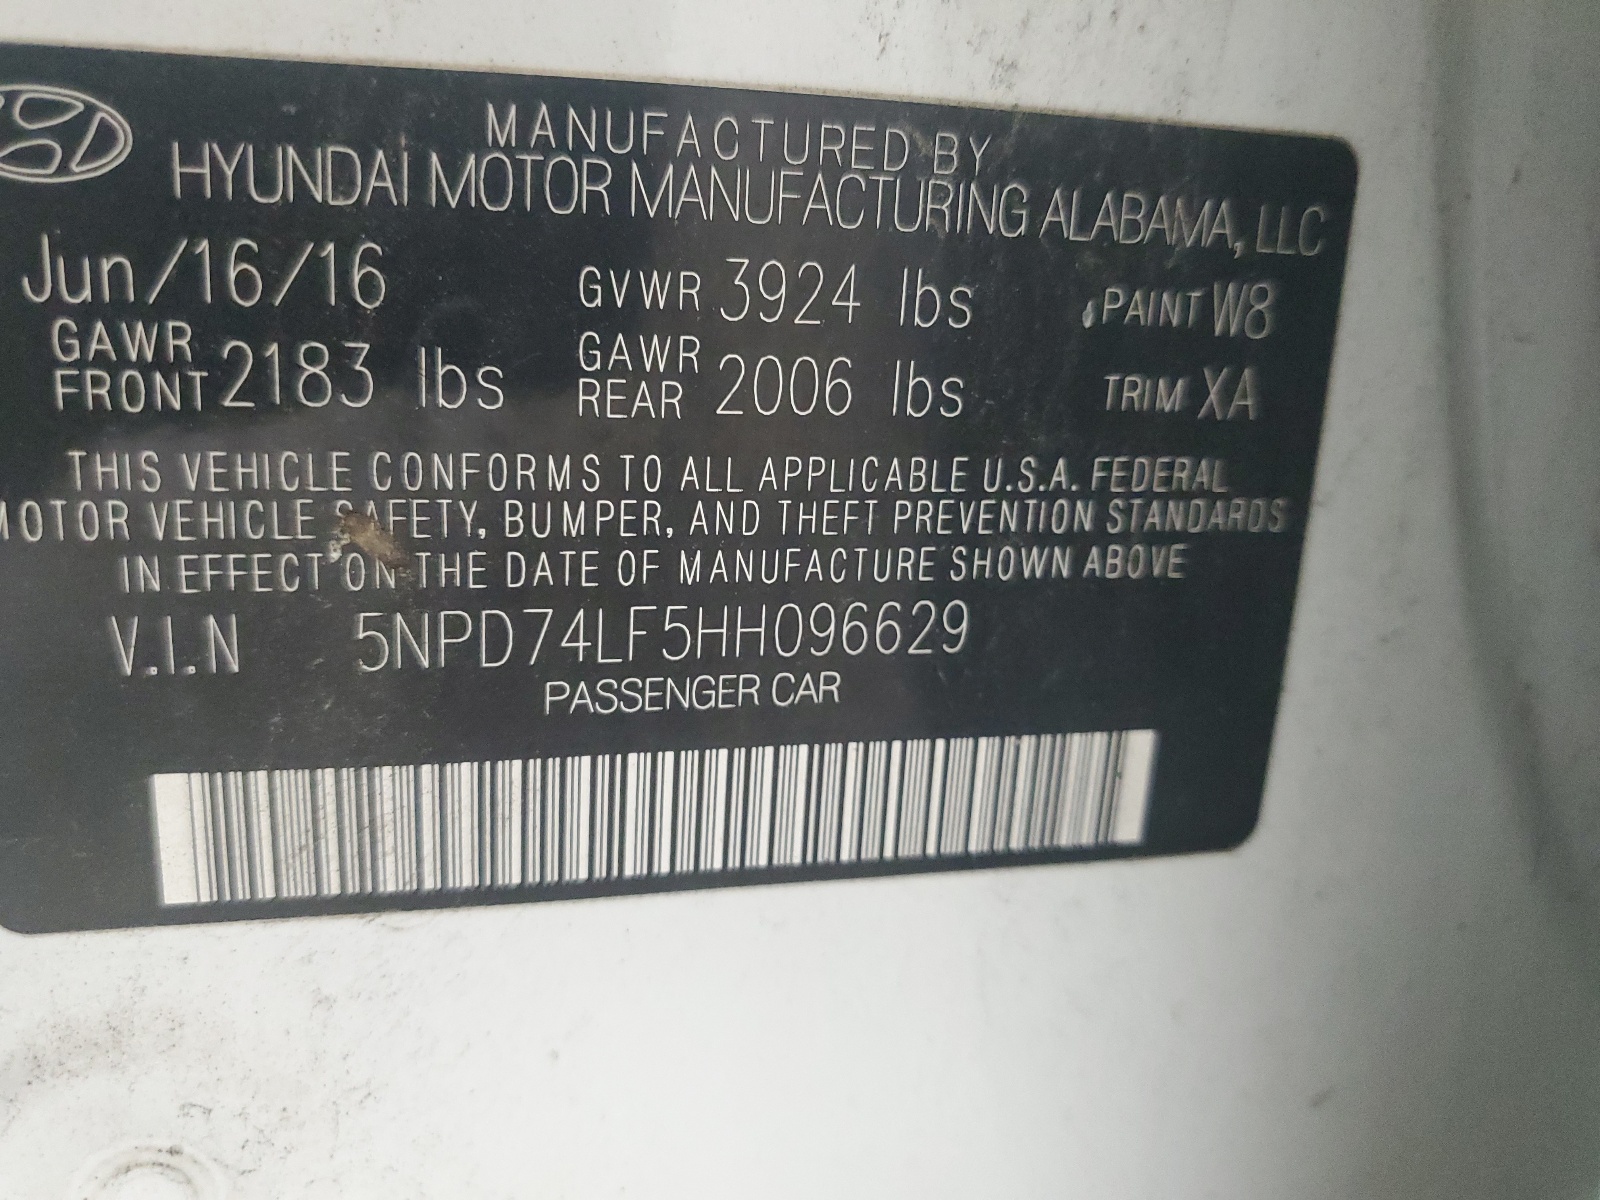 MANUFACTURED BY
HYUNDAI MOTOR MANUFACTURING ALABAMA, LLC
Jun/16/16 GVWR 3924 lbs PAINT W8
GAWR FRONT 2183 lbs GAWR REAR 2006 lbs TRIM XA
THIS VEHICLE CONFORMS TO ALL APPLICABLE U.S.A. FEDERAL
MOTOR VEHICLE SAFETY, BUMPER, AND THEFT PREVENTION STANDARDS
IN EFFECT ON THE DATE OF MANUFACTURE SHOWN ABOVE
V.I.N 5NPD74LF5HH096629
PASSENGER CAR